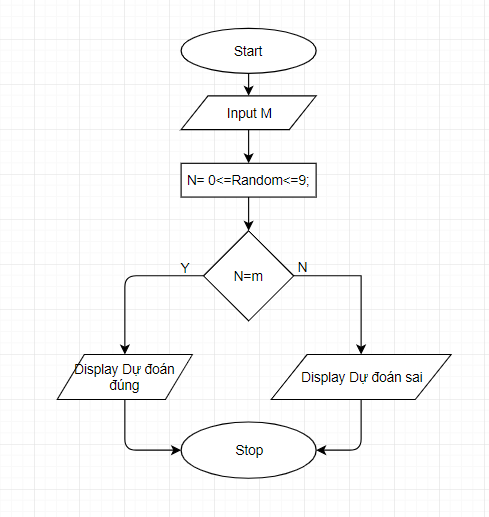 Start
Input M
N= 0<=Random<=9;
N=m
Y
N
Display Dự đoán
đúng
Display Dự đoán sai
Stop